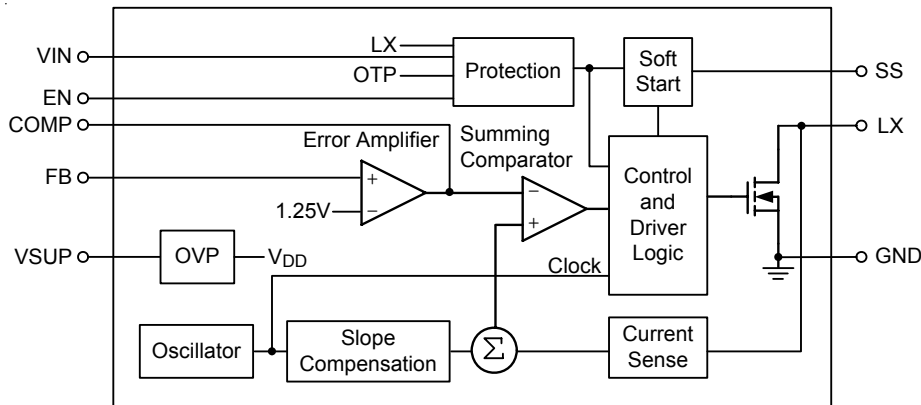 VIN
EN
COMP
FB
VSUP
LX
OTP
Protection
Soft
Start
SS
LX
GND
Error Amplifier
+
−
1.25V
Summing
Comparator
−
+
Control
and
Driver
Logic
OVP
VDD
Clock
Oscillator
Slope
Compensation
Σ
Current
Sense